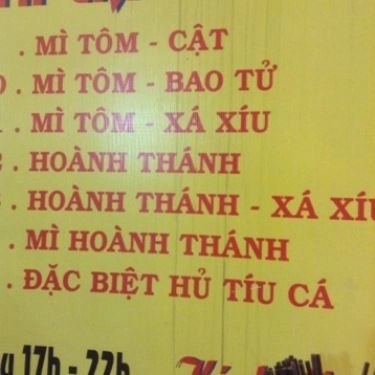 . MÌ TÔM - CẬT
. MÌ TÔM - BAO TỬ
. MÌ TÔM - XÁ XÍU
. HOÀNH THÁNH
. HOÀNH THÁNH - XÁ XÍU
. MÌ HOÀNH THÁNH
. ĐẶC BIỆT HỦ TÍU CÁ
17h - 22h